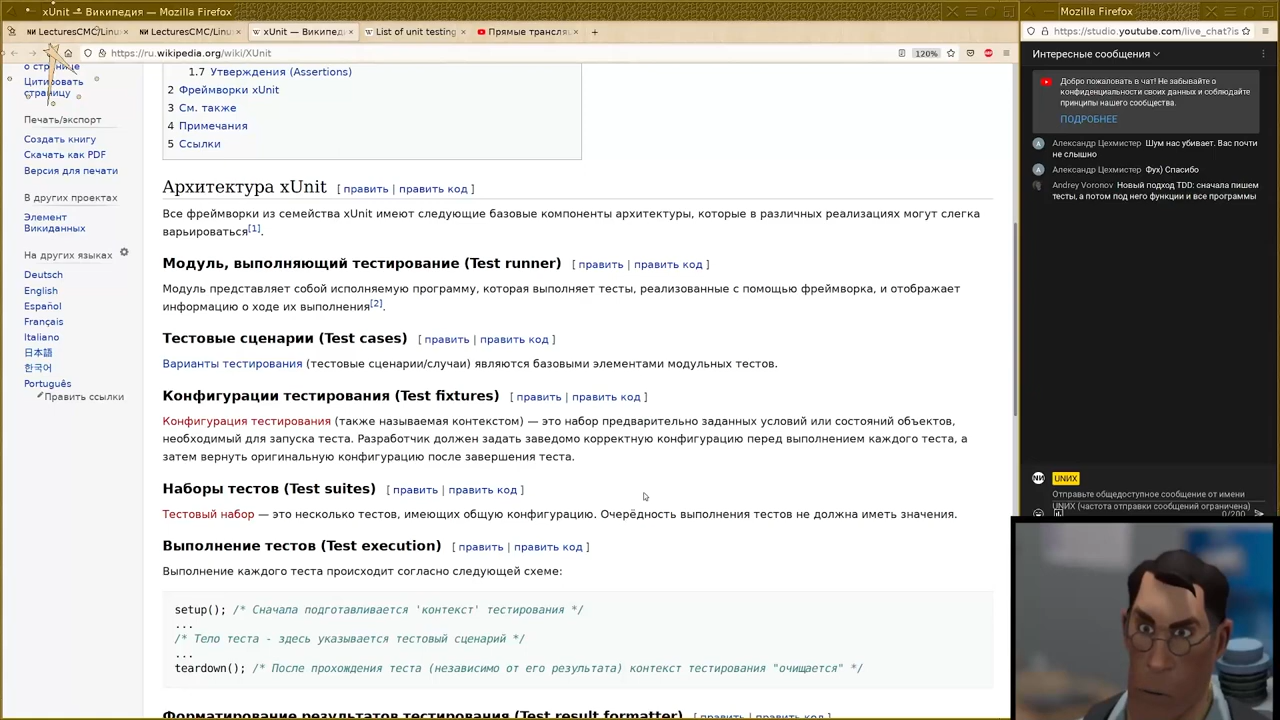 xUnit — Википедия — Mozilla Firefox
Mozilla Firefox
LecturesCMC/Linu
LecturesCMC/Linu
xUnit — Википеді
List of unit testing
Прямые трансля
https://ru.wikipedia.org/wiki/XUnit
120%
https://studio.youtube.com/live_chat?is
о странице
Цитировать
страницу
Печать/экспорт
Создать книгу
Скачать как PDF
Версия для печати
В других проектах
Элемент
Викиданных
На других языках
Deutsch
English
Español
Français
Italiano
日本語
한국어
Português
Править ссылки
1.7 Утверждения (Assertions)
2 Фреймворки xUnit
3 См. также
4 Примечания
5 Ссылки
Архитектура xUnit [ править | править код ]
Все фреймворки из семейства xUnit имеют следующие базовые компоненты архитектуры, которые в различных реализациях могут слегка
варьироваться[1].
Модуль, выполняющий тестирование (Test runner) [ править | править код ]
Модуль представляет собой исполняемую программу, которая выполняет тесты, реализованные с помощью фреймворка, и отображает
информацию о ходе их выполнения[2].
Тестовые сценарии (Test cases) [ править | править код ]
Варианты тестирования (тестовые сценарии/случаи) являются базовыми элементами модульных тестов.
Конфигурации тестирования (Test fixtures) [ править | править код ]
Конфигурация тестирования (также называемая контекстом) — это набор предварительно заданных условий или состояний объектов,
необходимый для запуска теста. Разработчик должен задать заведомо корректную конфигурацию перед выполнением каждого теста, а
затем вернуть оригинальную конфигурацию после завершения теста.
Наборы тестов (Test suites) [ править | править код ]
Тестовый набор — это несколько тестов, имеющих общую конфигурацию. Очерёдность выполнения тестов не должна иметь значения.
Выполнение тестов (Test execution) [ править | править код ]
Выполнение каждого теста происходит согласно следующей схеме:
setup(); /* Сначала подготавливается 'контекст' тестирования */
...
/* Тело теста - здесь указывается тестовый сценарий */
...
teardown(); /* После прохождения теста (независимо от его результата) контекст тестирования "очищается" */
Форматирование результатов тестирования (Test result formatter) [ править | править код ]
Интересные сообщения
Добро пожаловать в чат! Не забывайте о
конфиденциальности своих данных и соблюдайте
принципы нашего сообщества.
ПОДРОБНЕЕ
Александр Цехмистер Шум нас убивает. Вас почти
не слышно
Александр Цехмистер Фух) Спасибо
Andrey Voronov Новый подход TDD: сначала пишем
тесты, а потом под него функции и все программы
UNИX
Отправьте общедоступное сообщение от имени
UNИX (частота отправки сообщений ограничена)
0/200